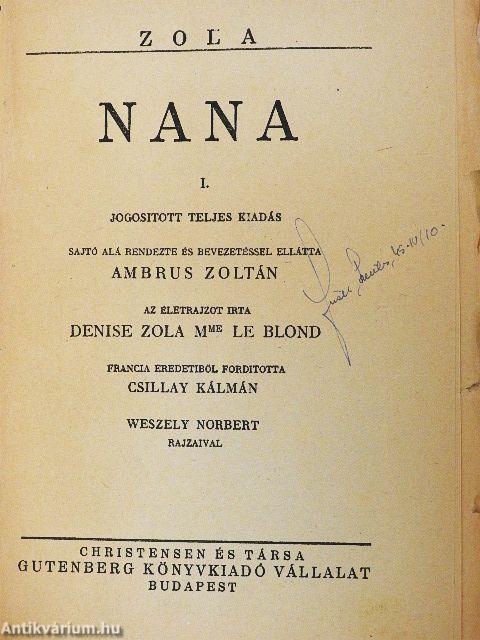 ZOLA
NANA
I.
JOGOSITOTT TELJES KIADÁS
SAJTÓ ALÁ RENDEZTE ÉS BEVEZETÉSSEL ELLÁTTA
AMBRUS ZOLTÁN
AZ ÉLETRAJZOT IRTA
DENISE ZOLA MME LE BLOND
FRANCIA EREDETIBŐL FORDITOTTA
CSILLAY KÁLMÁN
WESZELY NORBERT
RAJZAIVAL
CHRISTENSEN ÉS TÁRSA
GUTENBERG KÖNYVKIADÓ VÁLLALAT
BUDAPEST
Antikvárium.hu